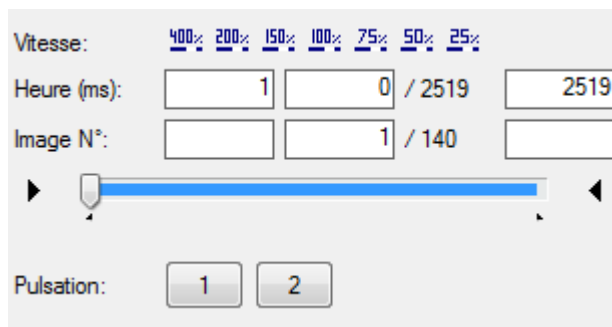 Vitesse: 400% 200% 150% 100% 75% 50% 25%
Heure (ms): 1 0 / 2519 2519
Image N°: 1 / 140
Pulsation: 1 2